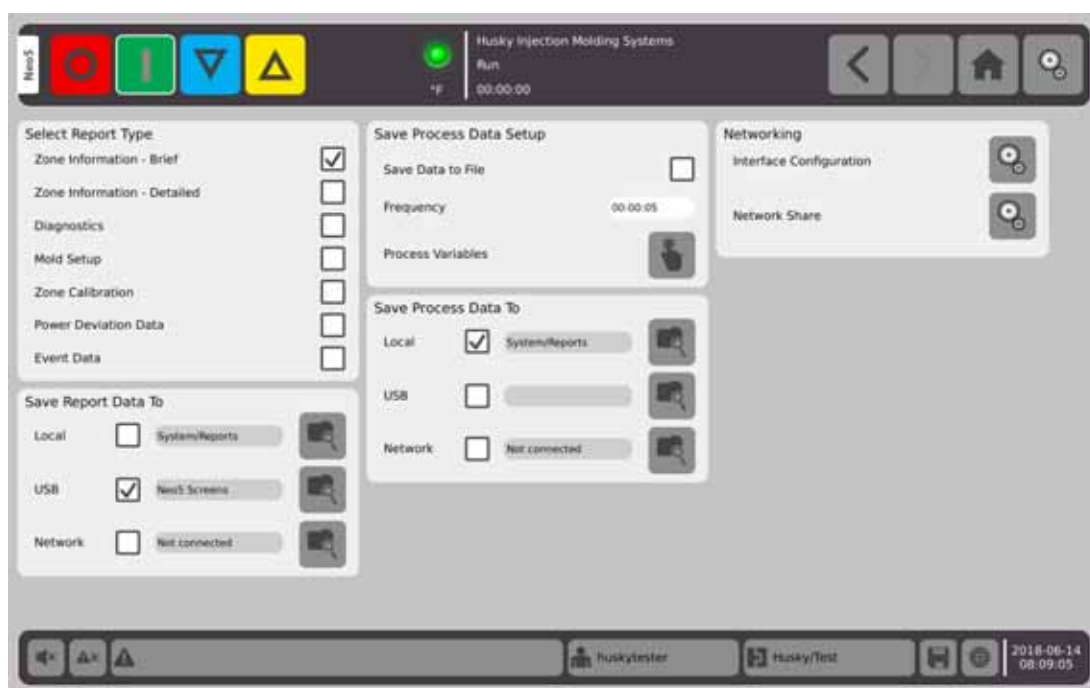 Neo5
°F
Husky Injection Molding Systems
Run
00:00:00
Select Report Type
Zone Information - Brief
Zone Information - Detailed
Diagnostics
Mold Setup
Zone Calibration
Power Deviation Data
Event Data
Save Report Data To
Local System/Reports
USB Neo5 Screens
Network Not connected
Save Process Data Setup
Save Data to File
Frequency 00:00:05
Process Variables
Save Process Data To
Local System/Reports
USB
Network Not connected
Networking
Interface Configuration
Network Share
huskytester
Husky/Test
2018-06-14
08:09:05